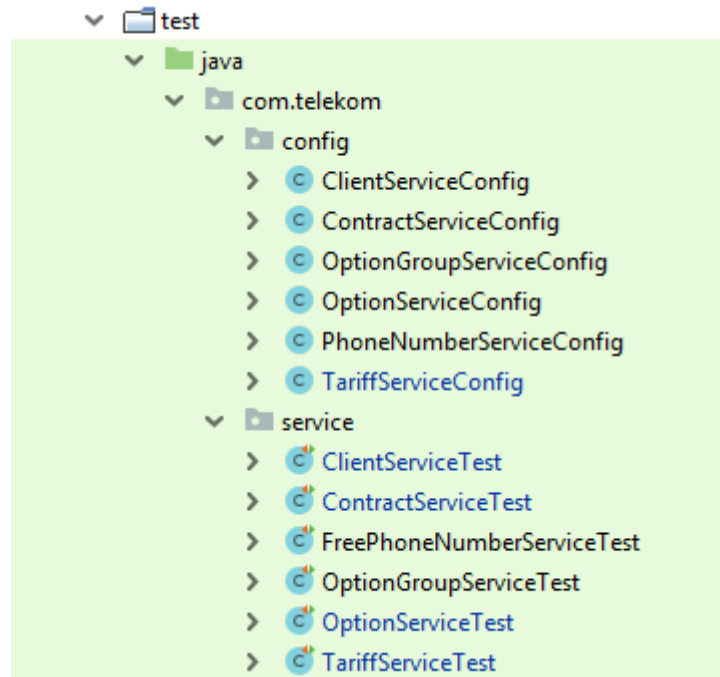 test
java
com.telekom
config
ClientServiceConfig
ContractServiceConfig
OptionGroupServiceConfig
OptionServiceConfig
PhoneNumberServiceConfig
TariffServiceConfig
service
ClientServiceTest
ContractServiceTest
FreePhoneNumberServiceTest
OptionGroupServiceTest
OptionServiceTest
TariffServiceTest